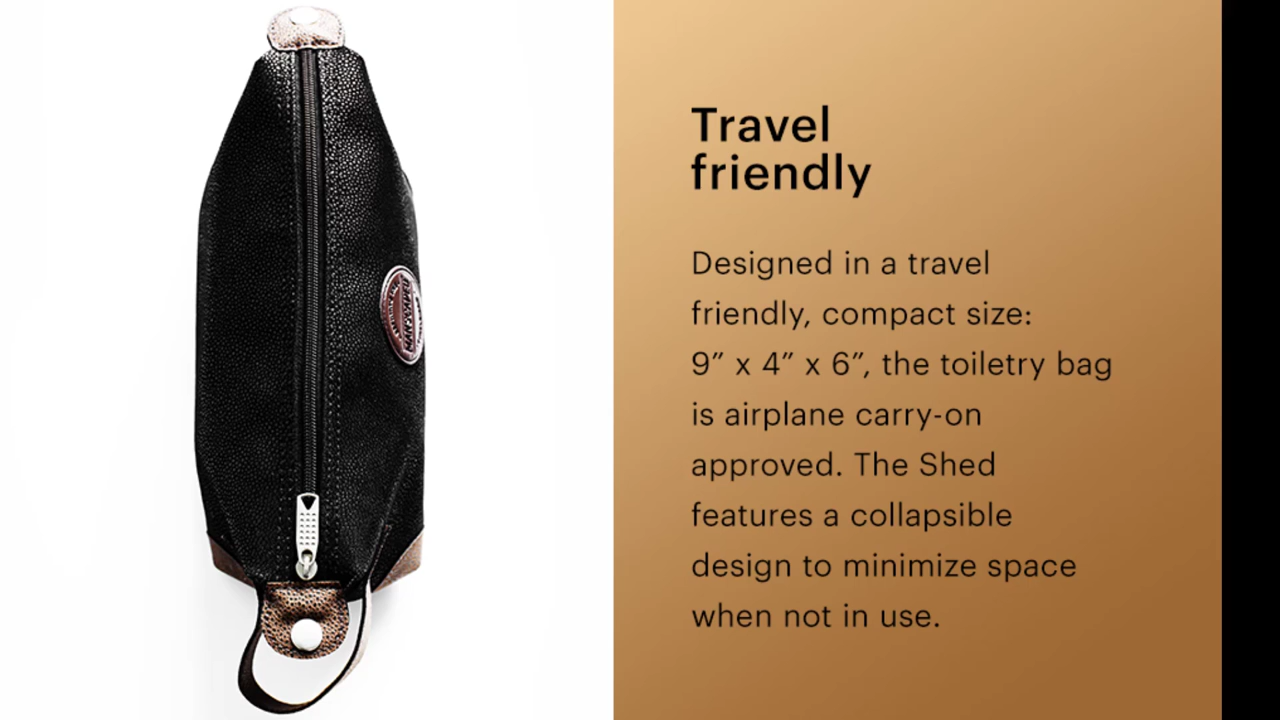 Travel
friendly
Designed in a travel
friendly, compact size:
9” x 4” x 6”, the toiletry bag
is airplane carry-on
approved. The Shed
features a collapsible
design to minimize space
when not in use.